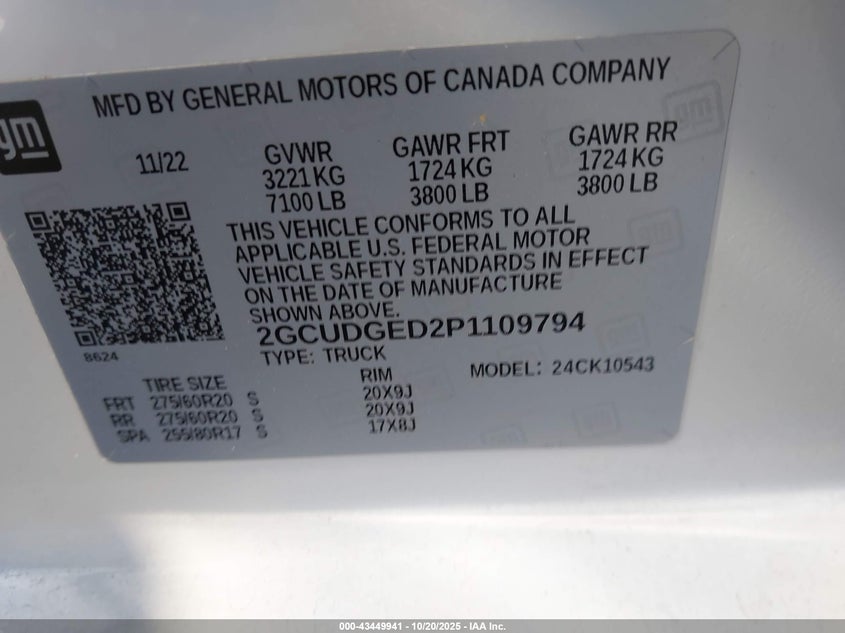 MFD BY GENERAL MOTORS OF CANADA COMPANY
gm
11/22
GVWR
3221 KG
7100 LB
GAWR FRT
1724 KG
3800 LB
GAWR RR
1724 KG
3800 LB
THIS VEHICLE CONFORMS TO ALL
APPLICABLE U.S. FEDERAL MOTOR
VEHICLE SAFETY STANDARDS IN EFFECT
ON THE DATE OF MANUFACTURE
SHOWN ABOVE.
2GCUDGED2P1109794
8624
TYPE: TRUCK
MODEL: 24CK10543
TIRE SIZE RIM
FRT 275/60R20 S 20X9J
RR 275/60R20 S 20X9J
SPA 255/80R17 S 17X8J
000-43449941 - 10/20/2025 - IAA Inc.